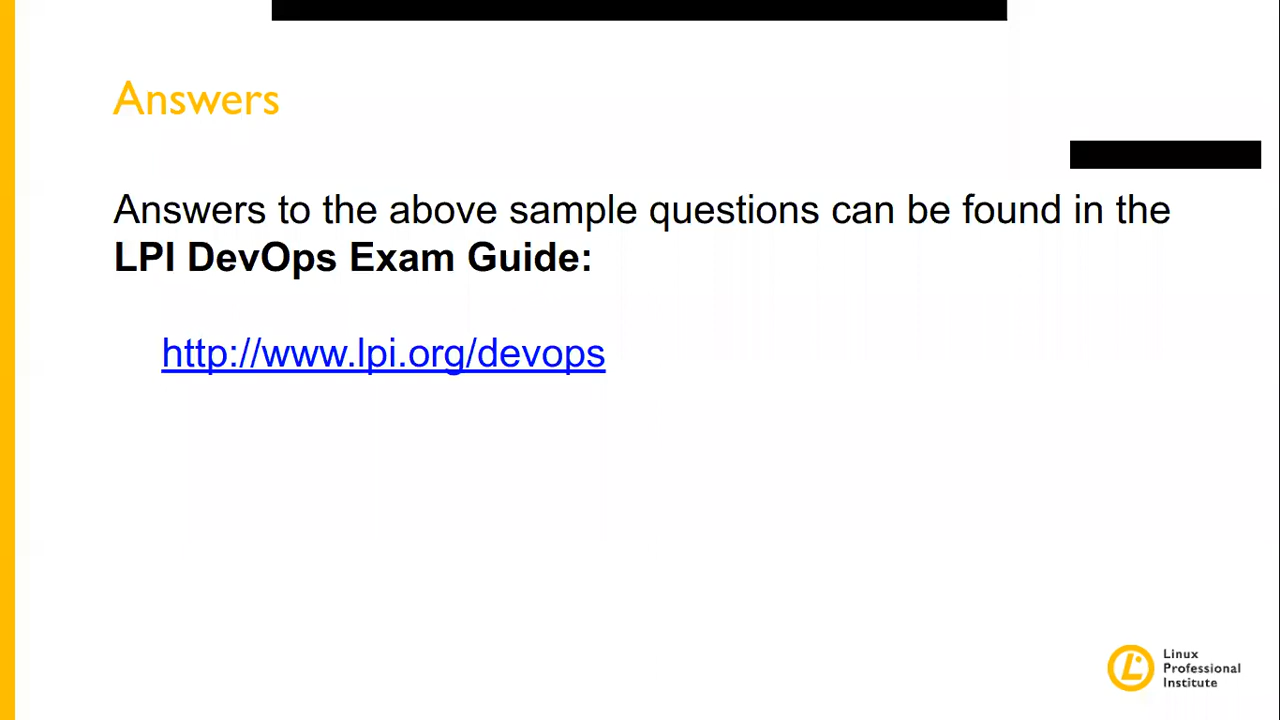 Answers
Answers to the above sample questions can be found in the
LPI DevOps Exam Guide:
http://www.lpi.org/devops
Linux
Professional
Institute